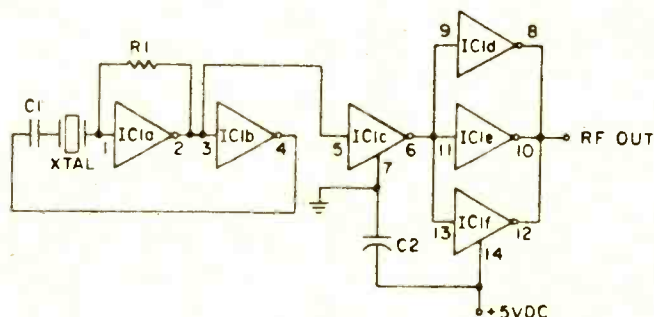 R1
C1
XTAL
1
IC1a
2
3
IC1b
4
5
IC1c
6
7
C2
9
IC1d
8
11
IC1e
10
RF OUT
13
IC1f
12
14
+5VDC